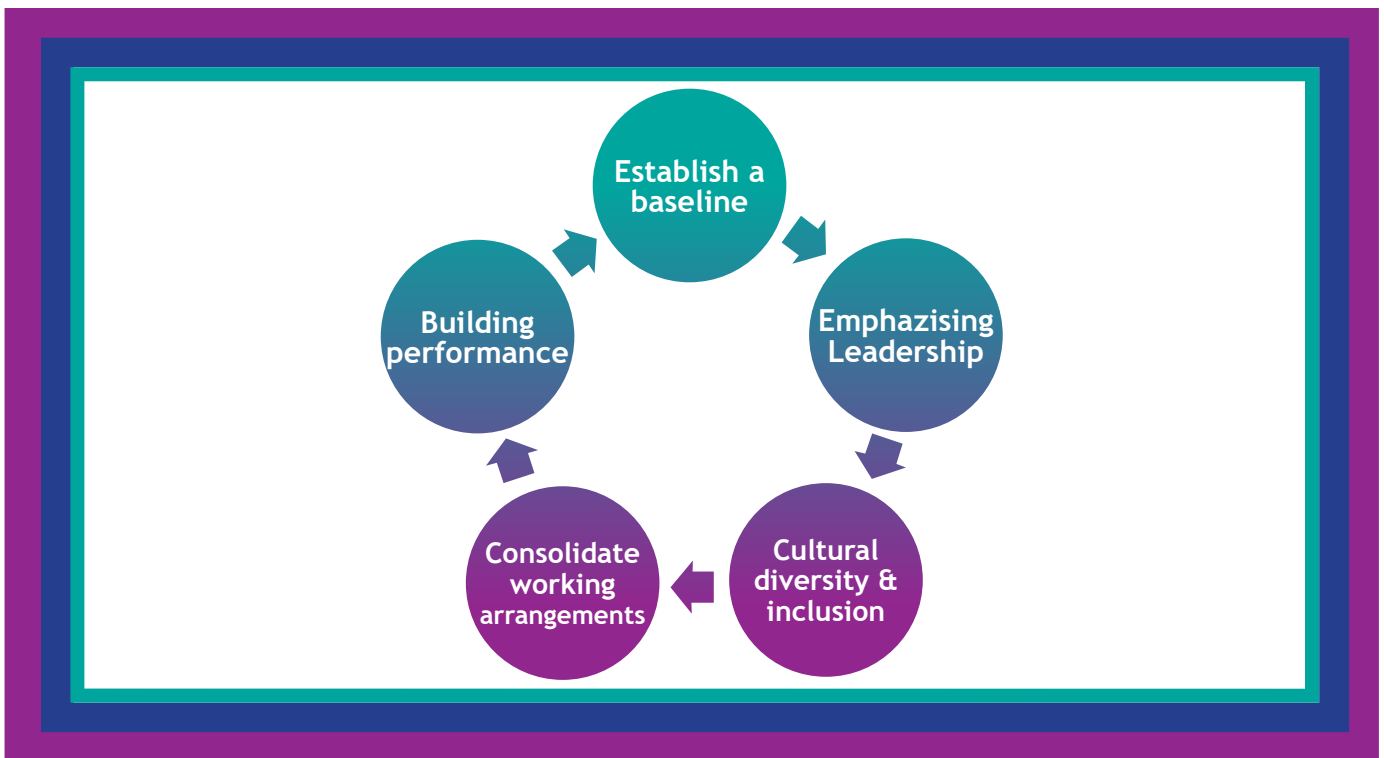 Establish a
baseline
Emphazising
Leadership
Cultural
diversity &
inclusion
Consolidate
working
arrangements
Building
performance